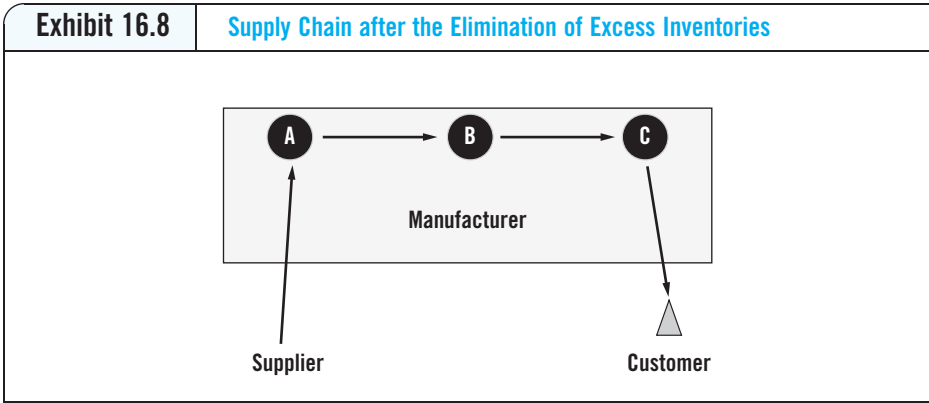 Exhibit 16.8
Supply Chain after the Elimination of Excess Inventories
A
B
C
Manufacturer
Supplier
Customer